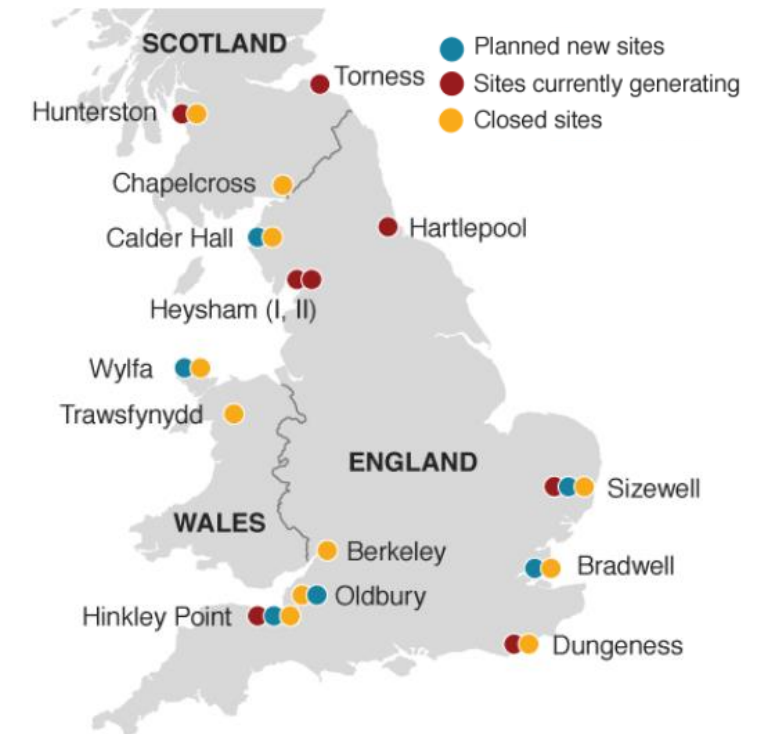 SCOTLAND
Planned new sites
Torness
Sites currently generating
Hunterston
Closed sites
Chapelcross
Hartlepool
Calder Hall
Heysham (I, II)
Wylfa
Trawsfynydd
ENGLAND
Sizewell
WALES
Berkeley
Bradwell
Oldbury
Hinkley Point
Dungeness